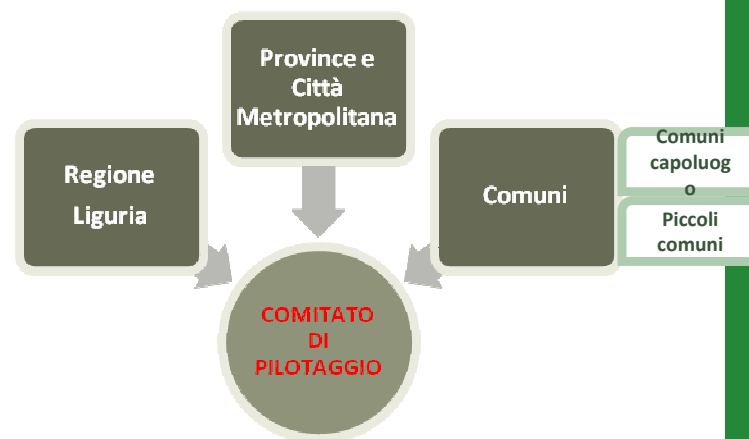 Province e
Città
Metropolitana
Regione
Liguria
Comuni
Comuni
capoluog
o
Piccoli
comuni
COMITATO
DI
PILOTAGGIO